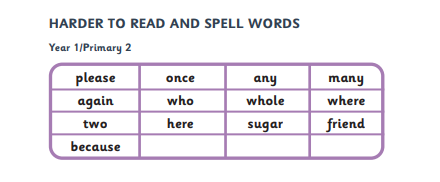 HARDER TO READ AND SPELL WORDS
Year 1/Primary 2
please once any many
again who whole where
two here sugar friend
because